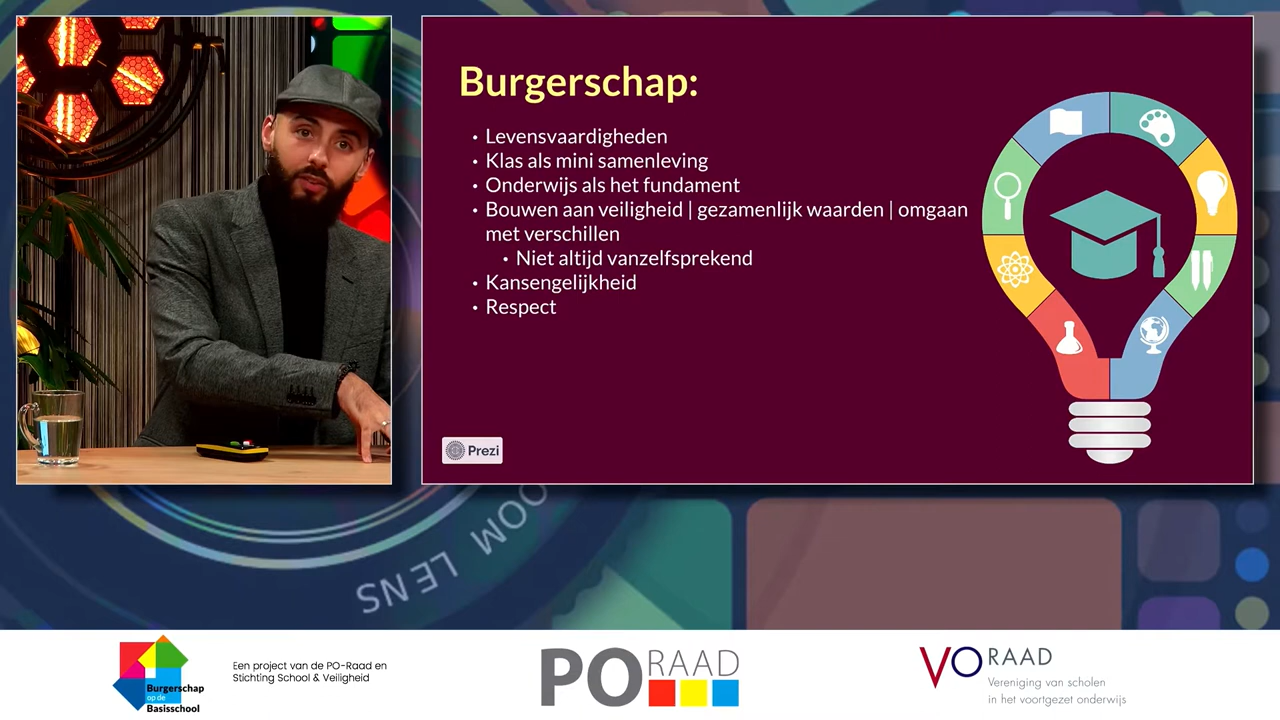 Burgerschap:
• Levensvaardigheden
• Klas als mini samenleving
• Onderwijs als het fundament
• Bouwen aan veiligheid | gezamenlijk waarden | omgaan
met verschillen
• Niet altijd vanzelfsprekend
• Kansengelijkheid
• Respect
Prezi
OOM LENS
Burgerschap
op de
Basisschool
Een project van de PO-Raad en
Stichting School & Veiligheid
PO RAAD
VO RAAD
Vereniging van scholen
in het voortgezet onderwijs